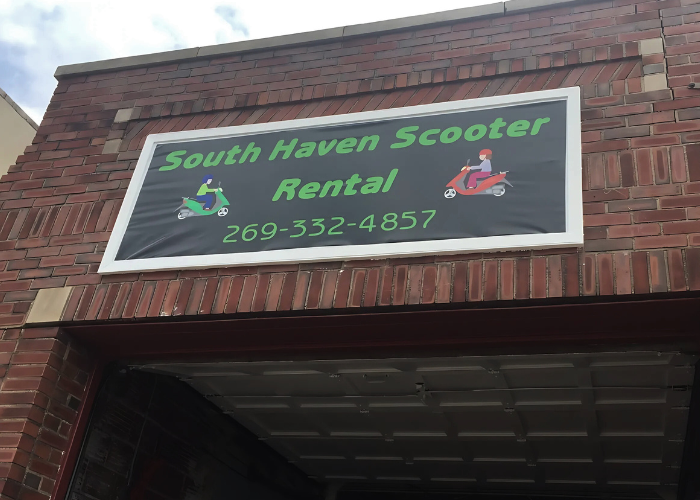 South Haven Scooter
Rental
269-332-4857